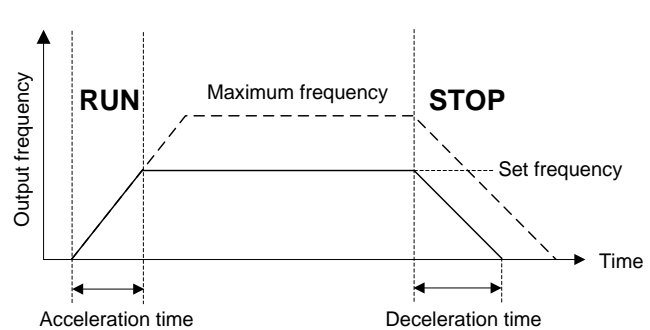 RUN
Maximum frequency
STOP
Output frequency
Set frequency
Time
Acceleration time
Deceleration time